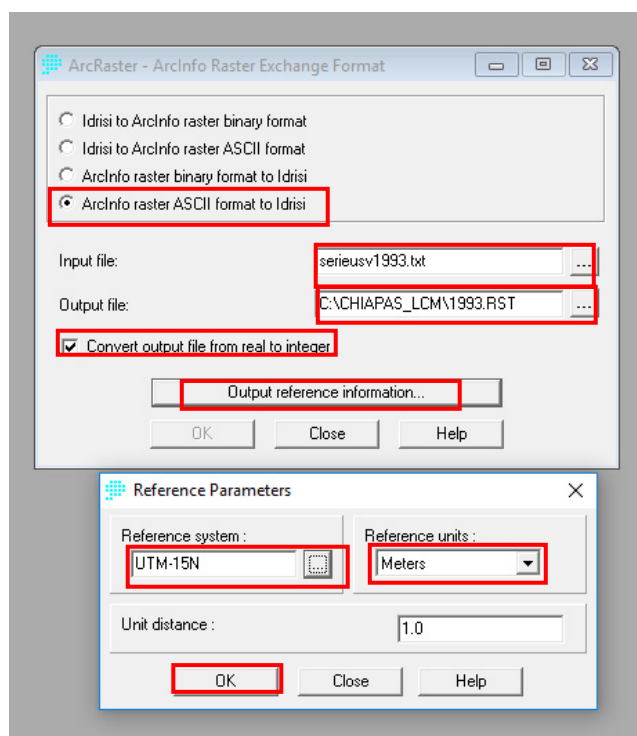 ArcRaster - ArcInfo Raster Exchange Format
Idrisi to ArcInfo raster binary format
Idrisi to ArcInfo raster ASCII format
ArcInfo raster binary format to Idrisi
ArcInfo raster ASCII format to Idrisi
Input file: serieusv1993.txt ...
Output file: C:\CHIAPAS_LCM\1993.RST ...
Convert output file from real to integer
Output reference information...
OK Close Help
Reference Parameters
Reference system : Reference units :
UTM-15N ... Meters
Unit distance : 1.0
OK Close Help